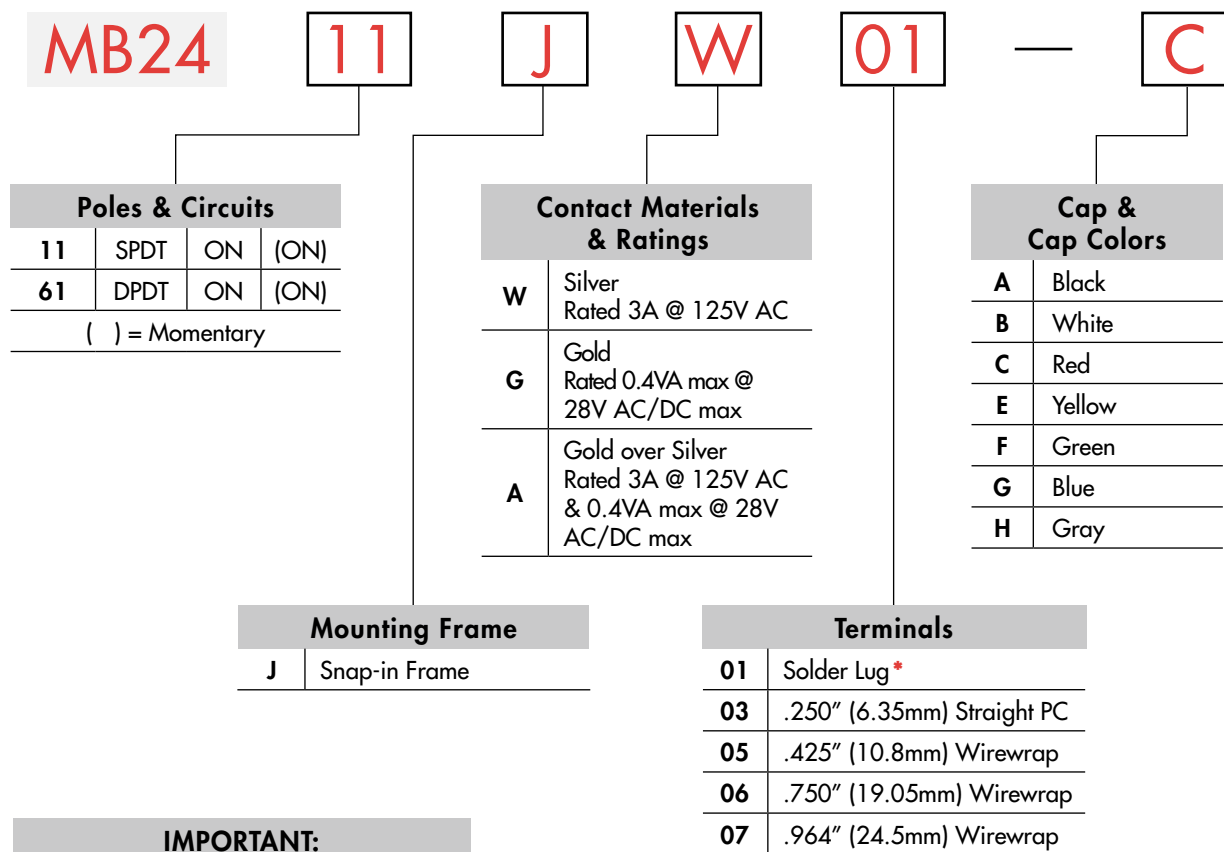 MB24 11 J W 01 — C
Poles & Circuits
11 SPDT ON (ON)
61 DPDT ON (ON)
( ) = Momentary
Contact Materials
& Ratings
W Silver
Rated 3A @ 125V AC
G Gold
Rated 0.4VA max @
28V AC/DC max
A Gold over Silver
Rated 3A @ 125V AC
& 0.4VA max @ 28V
AC/DC max
Cap &
Cap Colors
A Black
B White
C Red
E Yellow
F Green
G Blue
H Gray
Mounting Frame
J Snap-in Frame
Terminals
01 Solder Lug*
03 .250″ (6.35mm) Straight PC
05 .425″ (10.8mm) Wirewrap
06 .750″ (19.05mm) Wirewrap
07 .964″ (24.5mm) Wirewrap
IMPORTANT: